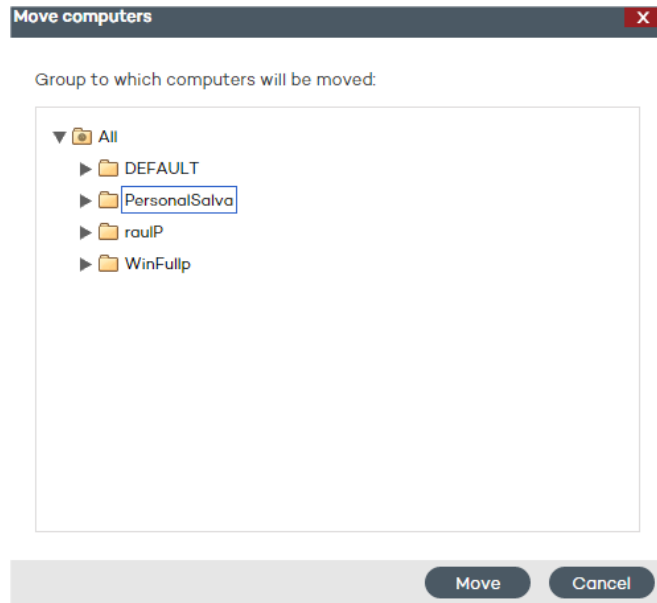 Move computers
X
Group to which computers will be moved:
All
DEFAULT
PersonalSalva
raulP
WinFullp
Move Cancel